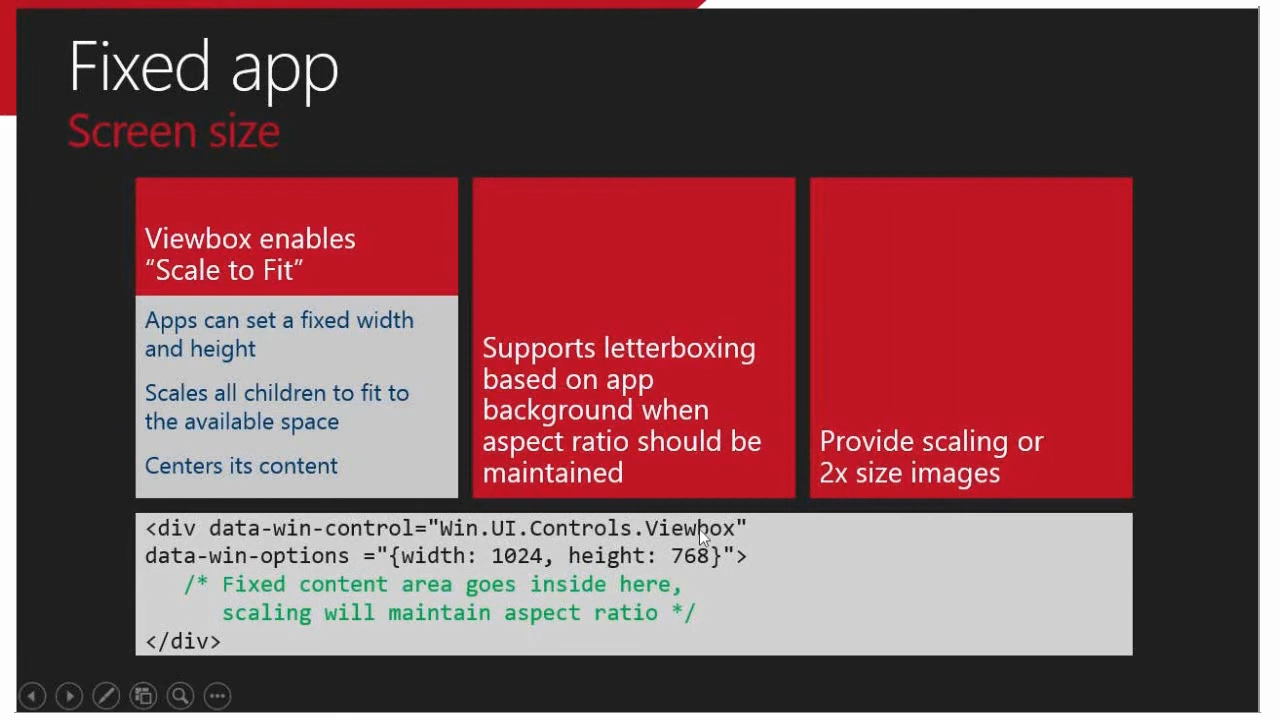 Fixed app
Screen size
Viewbox enables
“Scale to Fit”
Apps can set a fixed width
and height
Scales all children to fit to
the available space
Centers its content
Supports letterboxing
based on app
background when
aspect ratio should be
maintained
Provide scaling or
2x size images
<div data-win-control="Win.UI.Controls.Viewbox"
data-win-options ="{width: 1024, height: 768}">
/* Fixed content area goes inside here,
scaling will maintain aspect ratio */
</div>